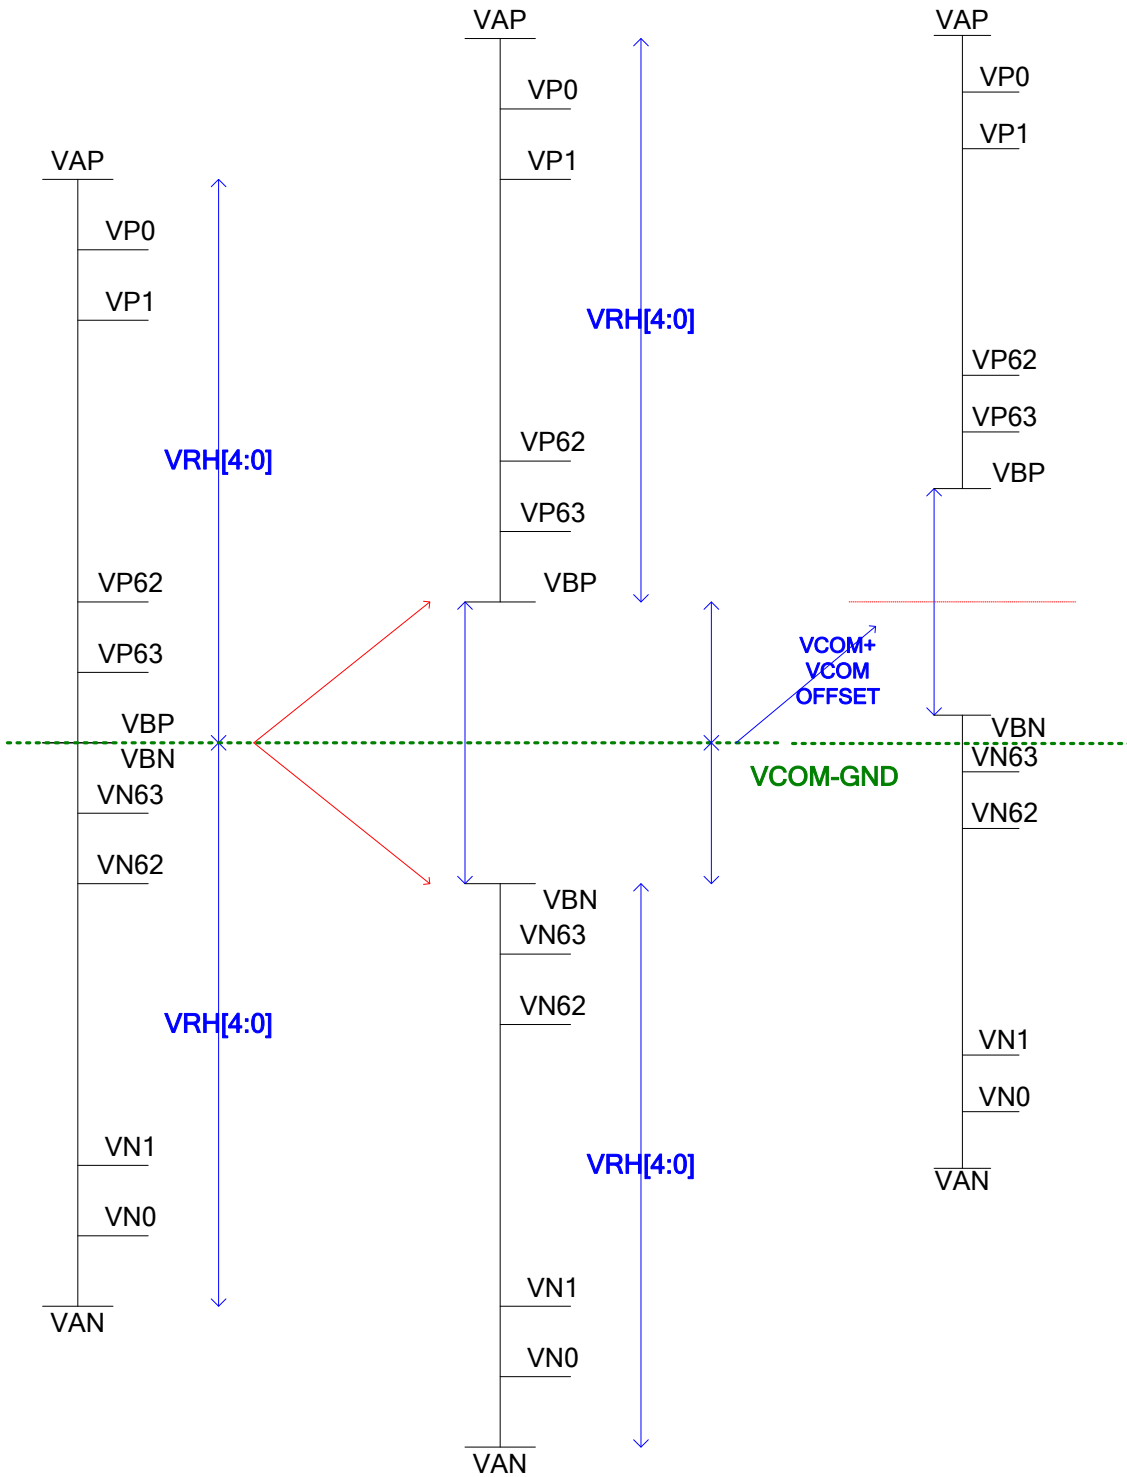 VAP
VP0
VP1
VRH[4:0]
VP62
VP63
VBP
VBN
VN63
VN62
VRH[4:0]
VN1
VN0
VAN
VAP
VP0
VP1
VRH[4:0]
VP62
VP63
VBP
VBN
VN63
VN62
VRH[4:0]
VN1
VN0
VAN
VCOM+
VCOM
OFFSET
VCOM-GND
VAP
VP0
VP1
VP62
VP63
VBP
VBN
VN63
VN62
VN1
VN0
VAN